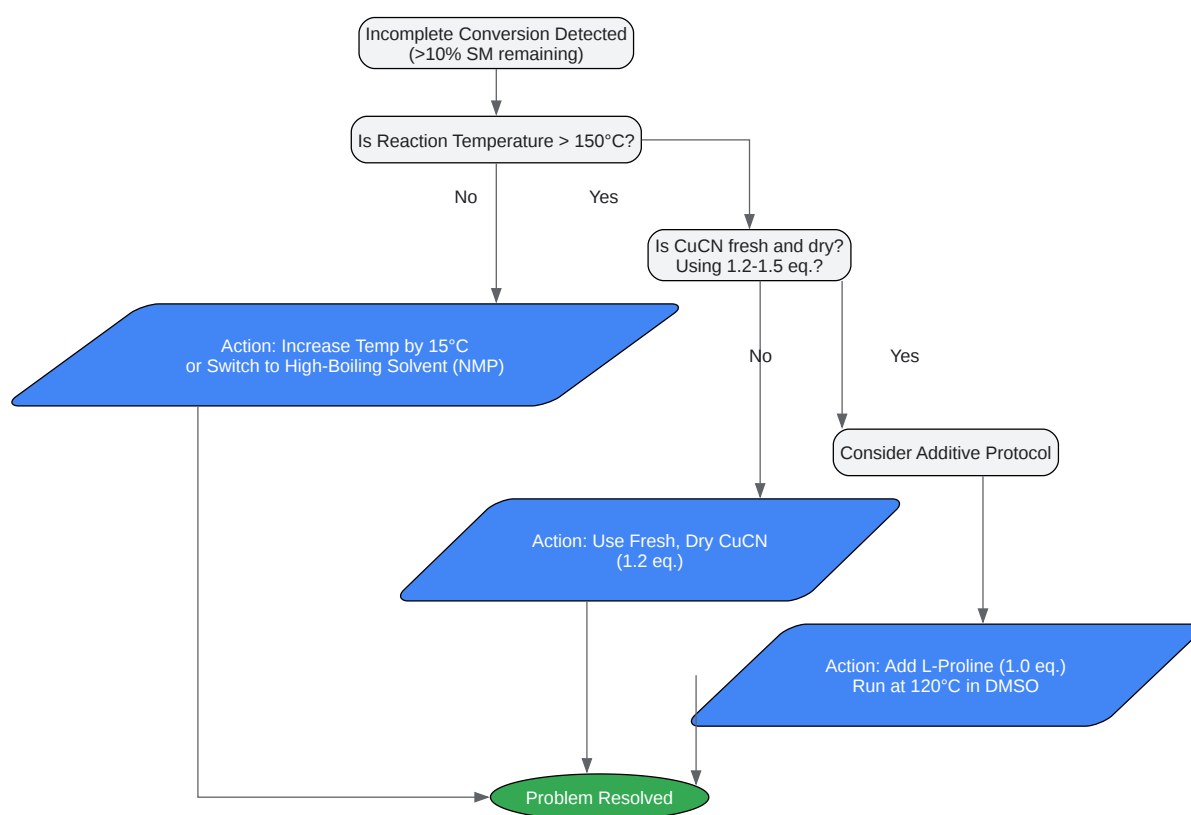 Incomplete Conversion Detected
(>10% SM remaining)
Is Reaction Temperature > 150°C?
No
Yes
Is CuCN fresh and dry?
Using 1.2-1.5 eq.?
Action: Increase Temp by 15°C
or Switch to High-Boiling Solvent (NMP)
No
Yes
Consider Additive Protocol
Action: Use Fresh, Dry CuCN
(1.2 eq.)
Action: Add L-Proline (1.0 eq.)
Run at 120°C in DMSO
Problem Resolved